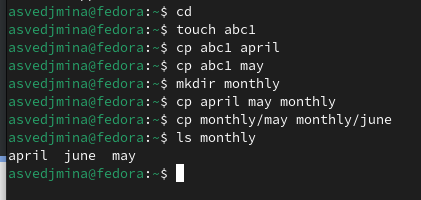 asvedjmina@fedora:~$ cd
asvedjmina@fedora:~$ touch abc1
asvedjmina@fedora:~$ cp abc1 april
asvedjmina@fedora:~$ cp abc1 may
asvedjmina@fedora:~$ mkdir monthly
asvedjmina@fedora:~$ cp april may monthly
asvedjmina@fedora:~$ cp monthly/may monthly/june
asvedjmina@fedora:~$ ls monthly
april  june  may
asvedjmina@fedora:~$